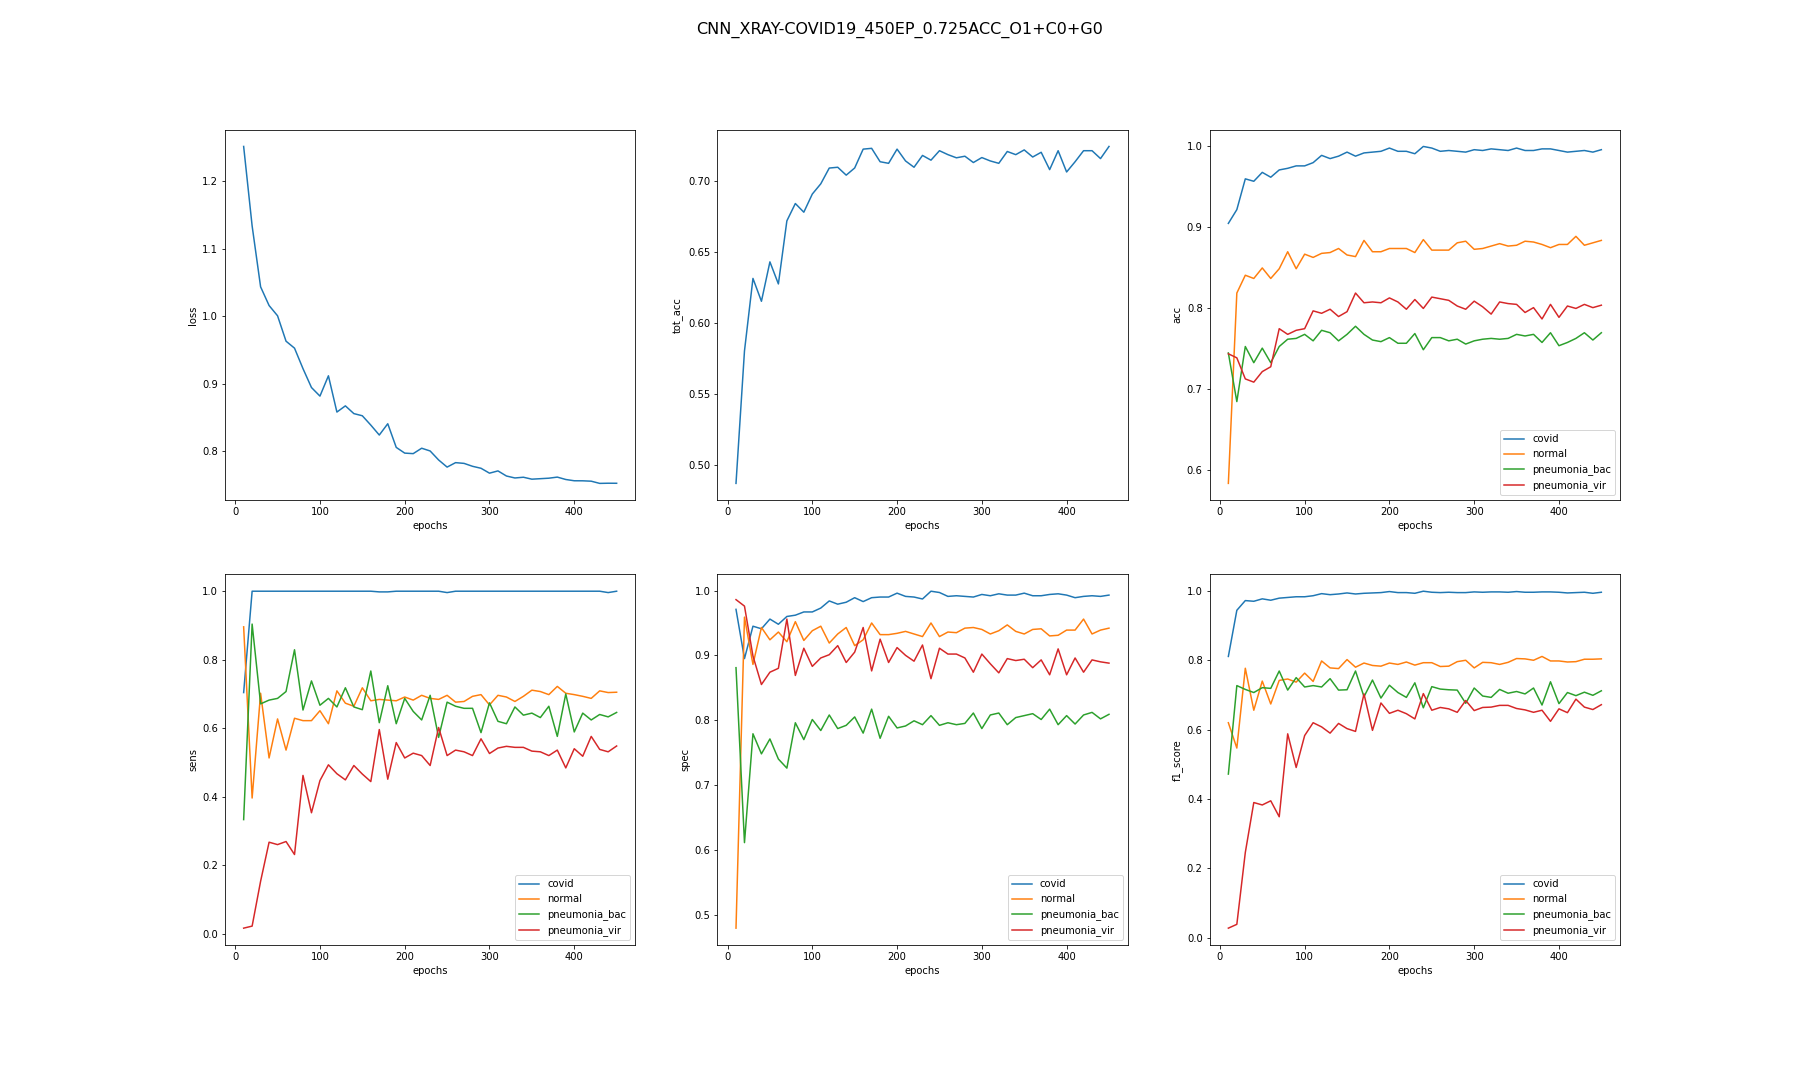 CNN_XRAY-COVID19_450EP_0.725ACC_O1+C0+G0
loss
1.2
1.1
1.0
0.9
0.8
0 100 200 300 400
epochs
tot_acc
0.70
0.65
0.60
0.55
0.50
0 100 200 300 400
epochs
acc
1.0
0.9
0.8
0.7
0.6
covid
normal
pneumonia_bac
pneumonia_vir
0 100 200 300 400
epochs
sens
1.0
0.8
0.6
0.4
0.2
0.0
covid
normal
pneumonia_bac
pneumonia_vir
0 100 200 300 400
epochs
spec
1.0
0.9
0.8
0.7
0.6
0.5
covid
normal
pneumonia_bac
pneumonia_vir
0 100 200 300 400
epochs
f1_score
1.0
0.8
0.6
0.4
0.2
0.0
covid
normal
pneumonia_bac
pneumonia_vir
0 100 200 300 400
epochs